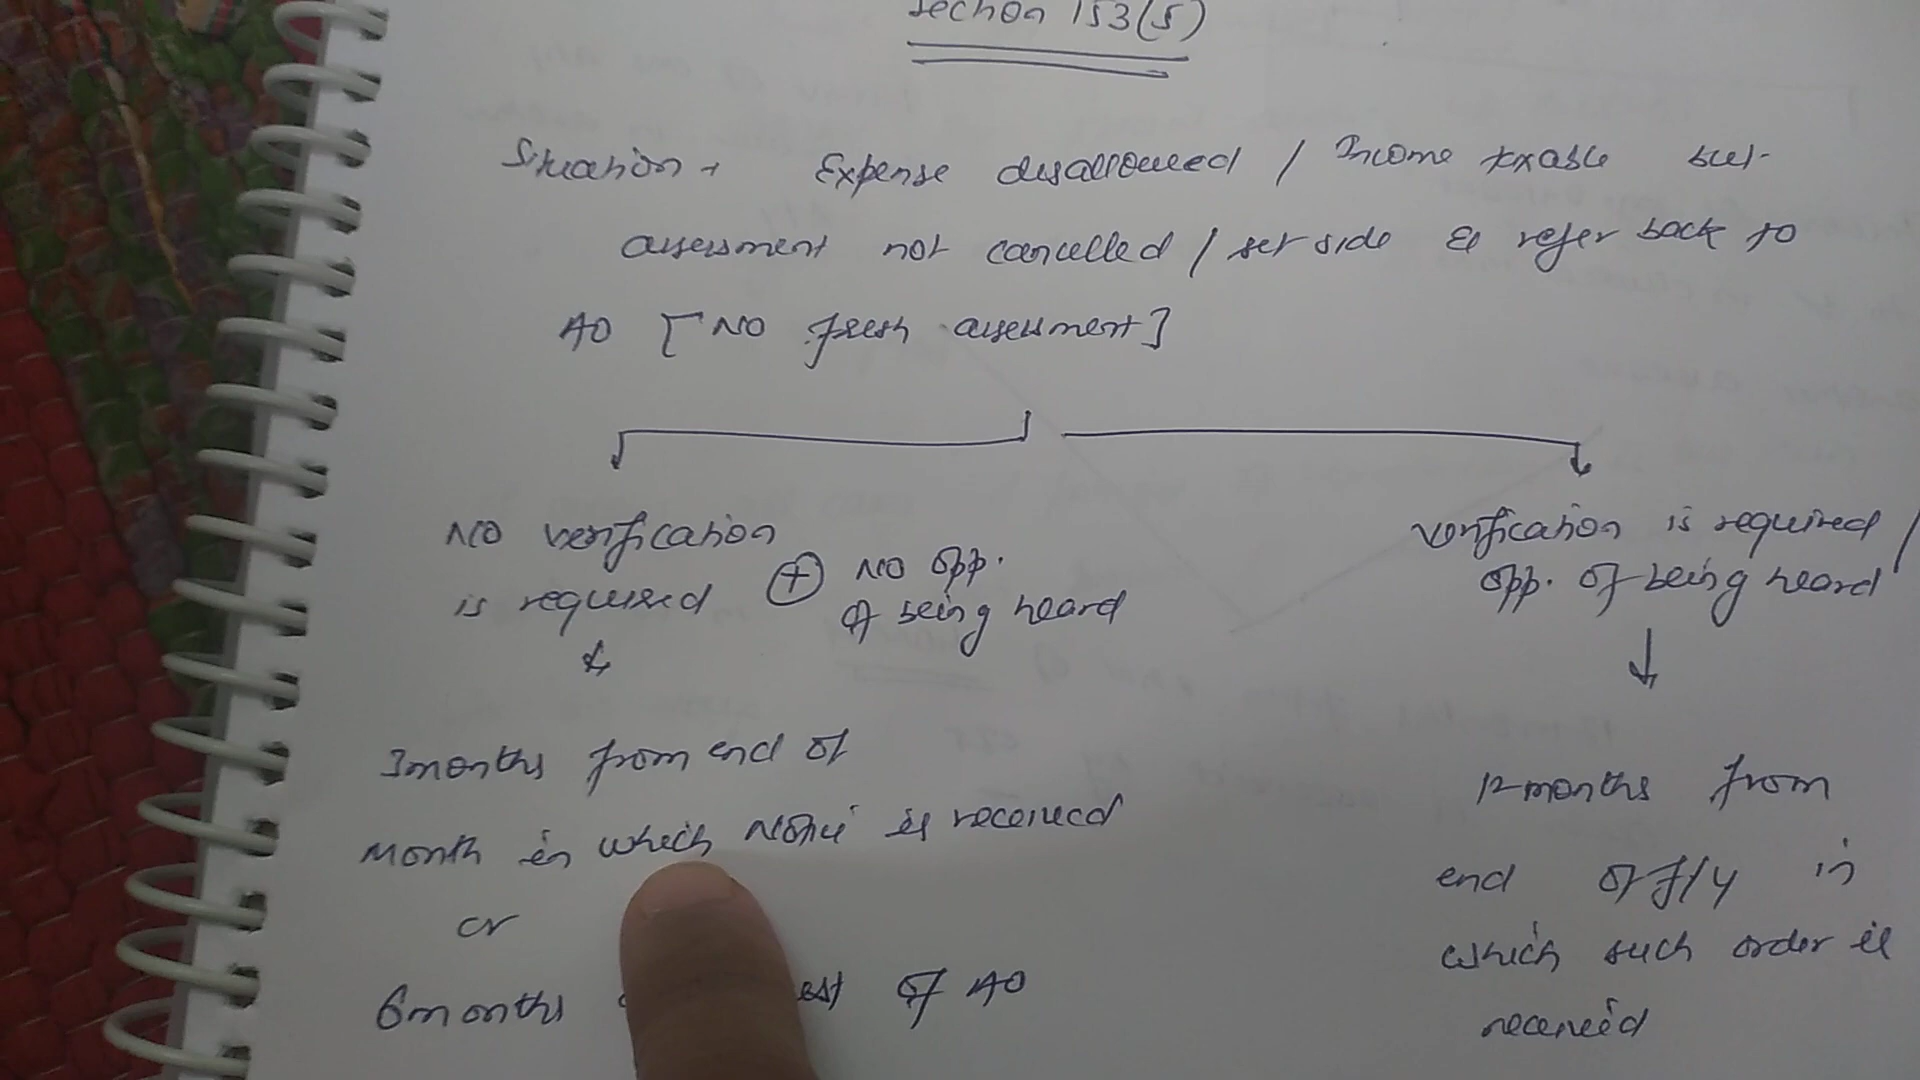 Section 153(5)
Situation → Expense disallowed / Income taxable but
assessment not cancelled / set side & refer back to
AO [ No fresh assessment ]
No verification
is required
+ No opp.
of being heard
3months from end of
month in which Notice is received
or
6months of AO
verification is required /
opp. of being heard
12months from
end of f/y in
which such order is
received